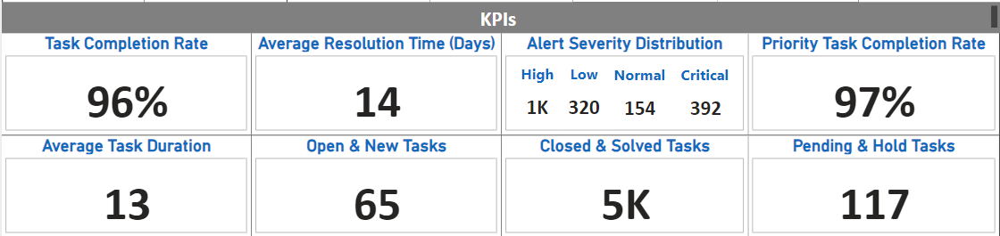 KPIs
Task Completion Rate
96%
Average Resolution Time (Days)
14
Alert Severity Distribution
High Low Normal Critical
1K 320 154 392
Priority Task Completion Rate
97%
Average Task Duration
13
Open & New Tasks
65
Closed & Solved Tasks
5K
Pending & Hold Tasks
117